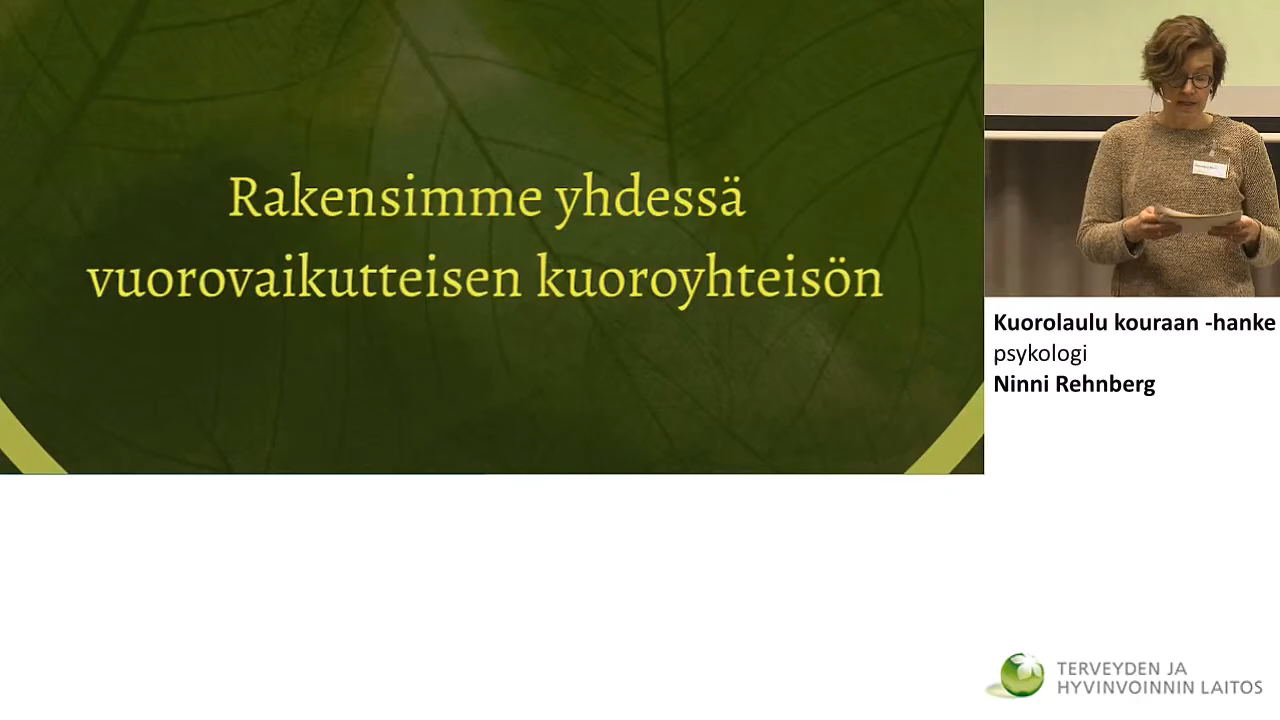 Rakensimme yhdessä
vuorovaikutteisen kuoroyhteisön
Kuorolaulu kouraan -hanke
psykologi
Ninni Rehnberg
TERVEYDEN JA
HYVINVOINNIN LAITOS